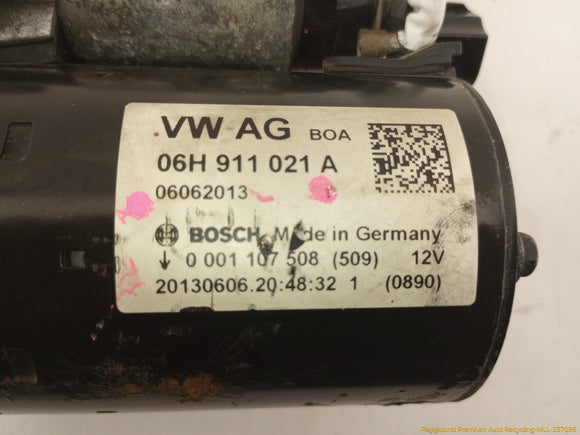 VW AG BOA
06H 911 021 A
06062013
BOSCH Made in Germany
↓ 0 001 107 508 (509) 12V
20130606.20:48:32 1 (0890)
Playground Premium Auto Recycling-MLL-257096